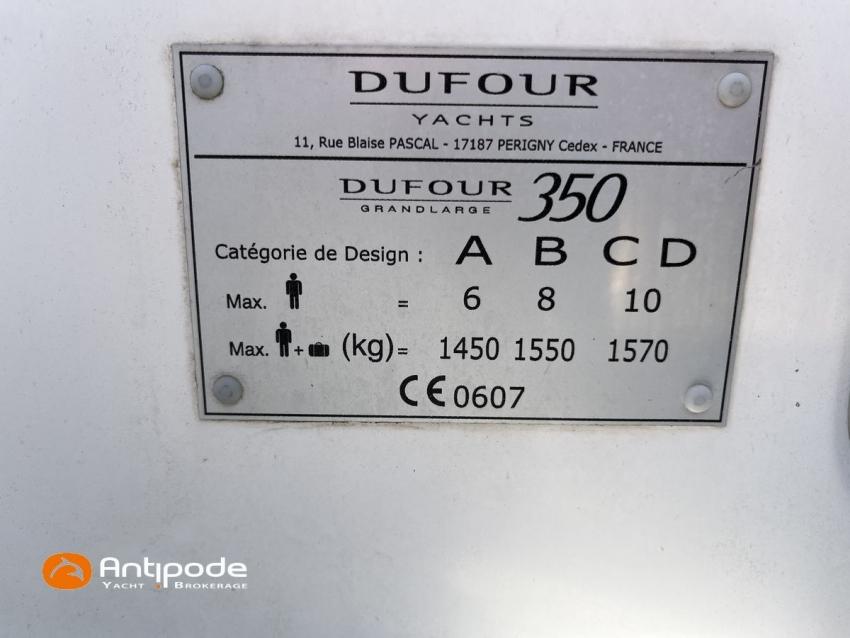 DUFOUR
YACHTS
11, Rue Blaise PASCAL - 17187 PERIGNY Cedex - FRANCE
DUFOUR 350
GRANDLARGE
Catégorie de Design : A B C D
Max. = 6 8 10
Max. + (kg)= 1450 1550 1570
CE 0607
Antipode
YACHT BROKERAGE